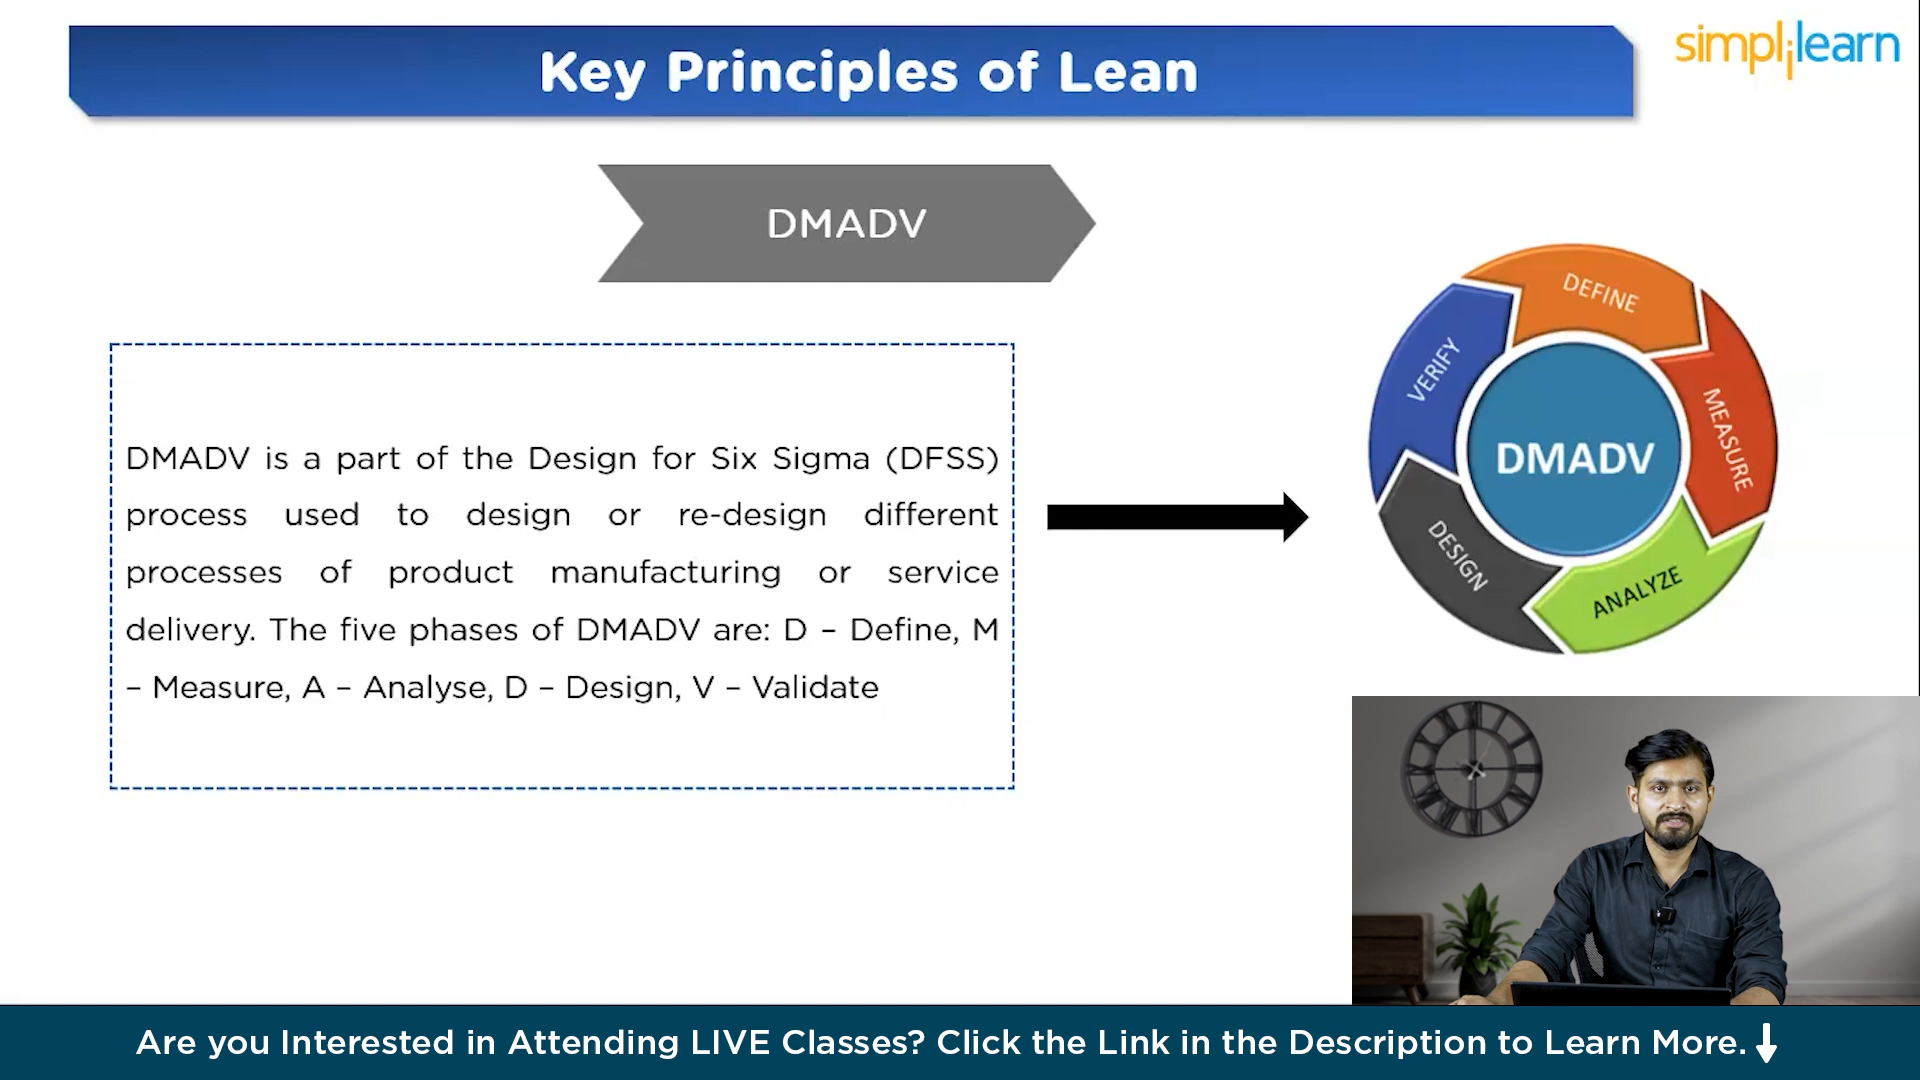 Key Principles of Lean
simplilearn
DMADV
DEFINE
MEASURE
ANALYZE
DESIGN
VERIFY
DMADV
DMADV is a part of the Design for Six Sigma (DFSS)
process used to design or re-design different
processes of product manufacturing or service
delivery. The five phases of DMADV are: D – Define, M
– Measure, A – Analyse, D – Design, V – Validate
Are you Interested in Attending LIVE Classes? Click the Link in the Description to Learn More.